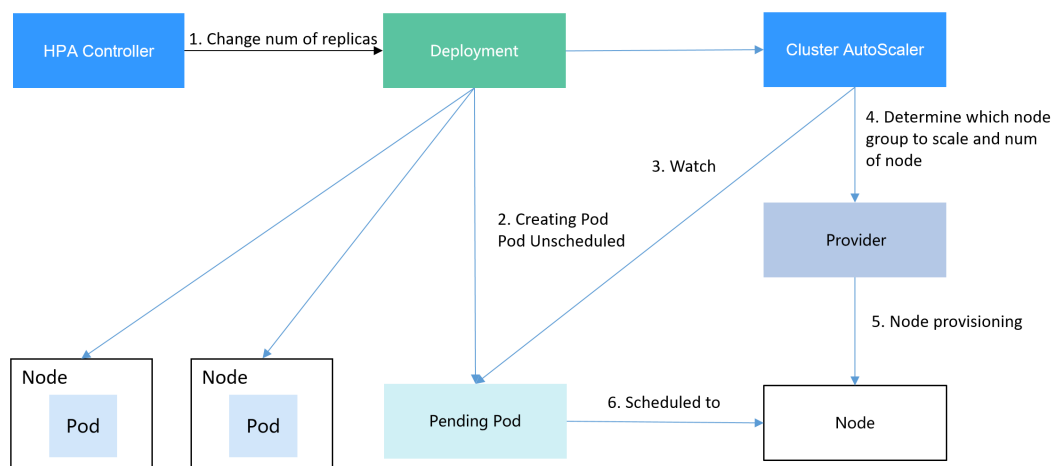 HPA Controller
1. Change num of replicas
Deployment
Cluster AutoScaler
4. Determine which node
group to scale and num
of node
3. Watch
2. Creating Pod
Pod Unscheduled
Provider
5. Node provisioning
Node
Pod
Node
Pod
Pending Pod
6. Scheduled to
Node